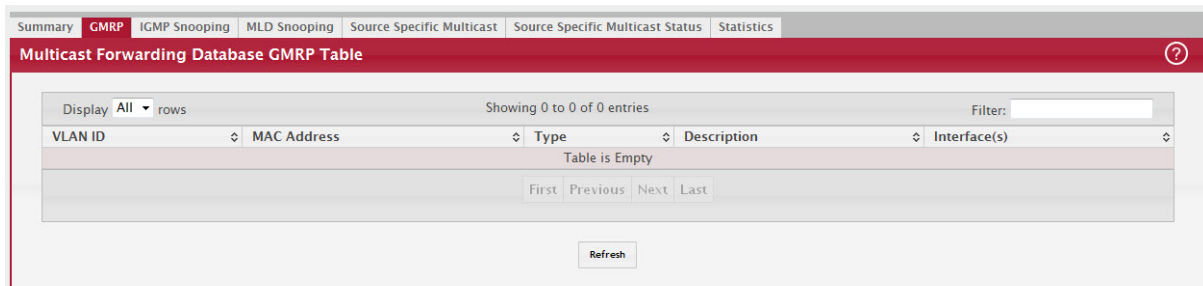 Summary GMRP IGMP Snooping MLD Snooping Source Specific Multicast Source Specific Multicast Status Statistics
Multicast Forwarding Database GMRP Table ?
Display All rows Showing 0 to 0 of 0 entries Filter:
VLAN ID MAC Address Type Description Interface(s)
Table is Empty
First Previous Next Last
Refresh